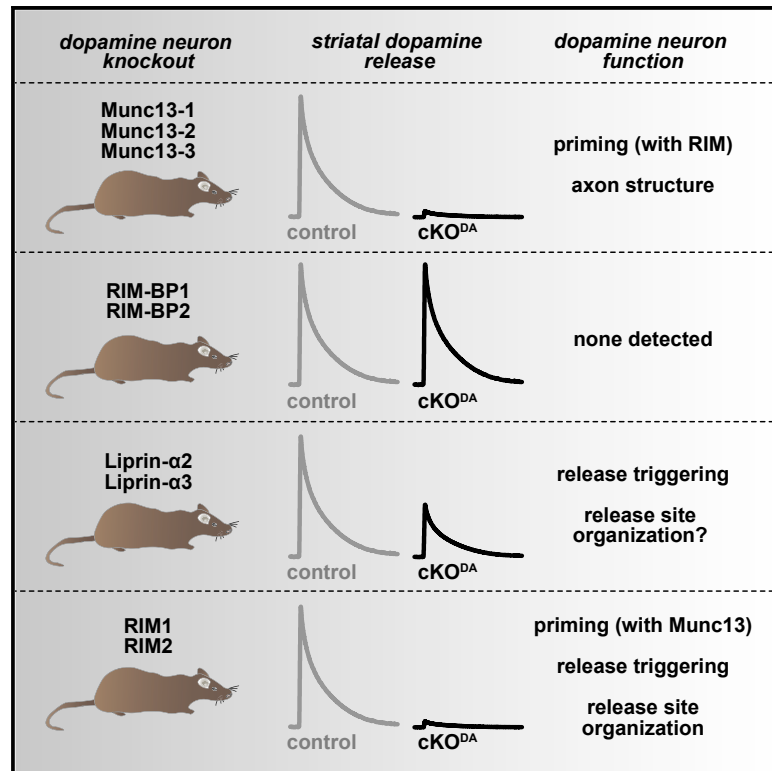 dopamine neuron
knockout
striatal dopamine
release
dopamine neuron
function
Munc13-1
Munc13-2
Munc13-3
control
cKOᴰᴬ
priming (with RIM)
axon structure
RIM-BP1
RIM-BP2
control
cKOᴰᴬ
none detected
Liprin-α2
Liprin-α3
control
cKOᴰᴬ
release triggering
release site
organization?
RIM1
RIM2
control
cKOᴰᴬ
priming (with Munc13)
release triggering
release site
organization